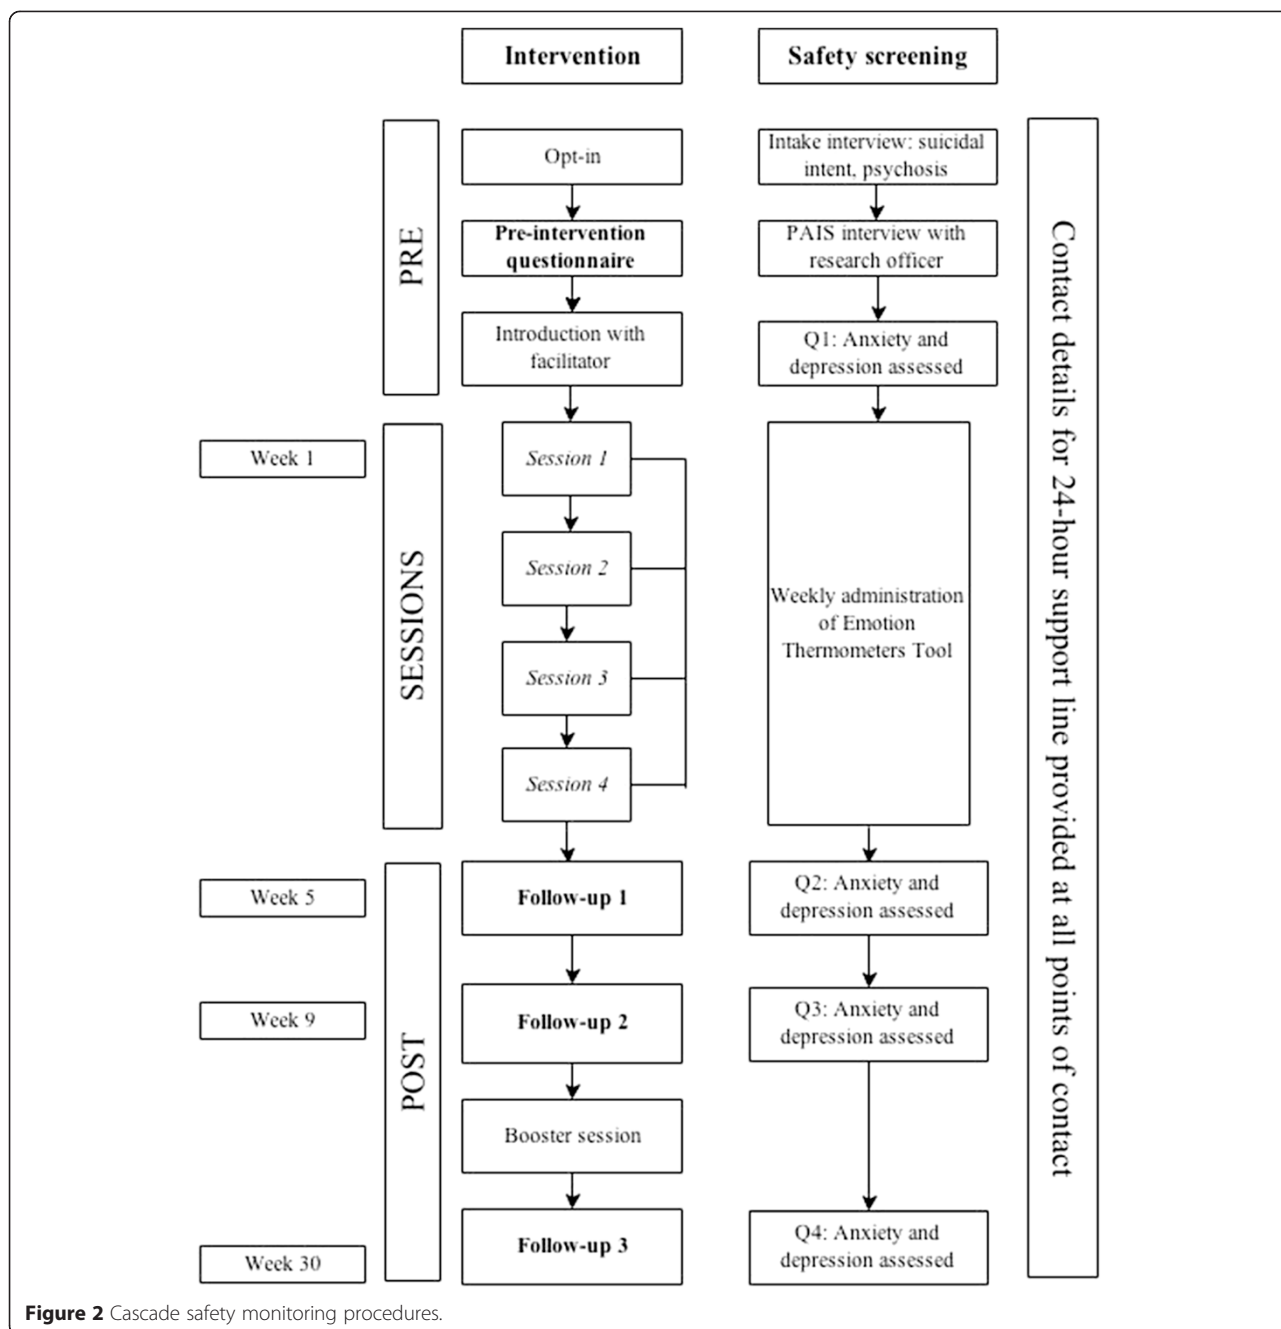 Intervention
Safety screening
PRE
Opt-in
Intake interview: suicidal
intent, psychosis
Pre-intervention
questionnaire
PAIS interview with
research officer
Introduction with
facilitator
Q1: Anxiety and
depression assessed
Contact details for 24-hour support line provided at all points of contact
SESSIONS
Week 1
Session 1
Session 2
Session 3
Session 4
Weekly administration
of Emotion
Thermometers Tool
POST
Week 5
Follow-up 1
Q2: Anxiety and
depression assessed
Week 9
Follow-up 2
Q3: Anxiety and
depression assessed
Booster session
Week 30
Follow-up 3
Q4: Anxiety and
depression assessed
Figure 2 Cascade safety monitoring procedures.